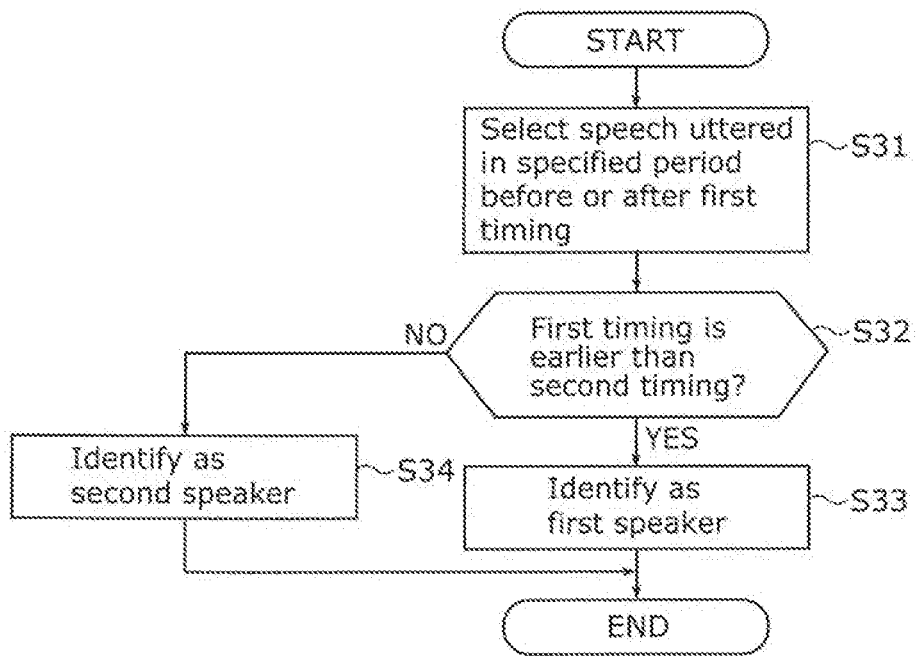 START
Select speech uttered
in specified period
before or after first
timing
S31
First timing is
earlier than
second timing?
S32
NO
YES
Identify as
second speaker
S34
Identify as
first speaker
S33
END